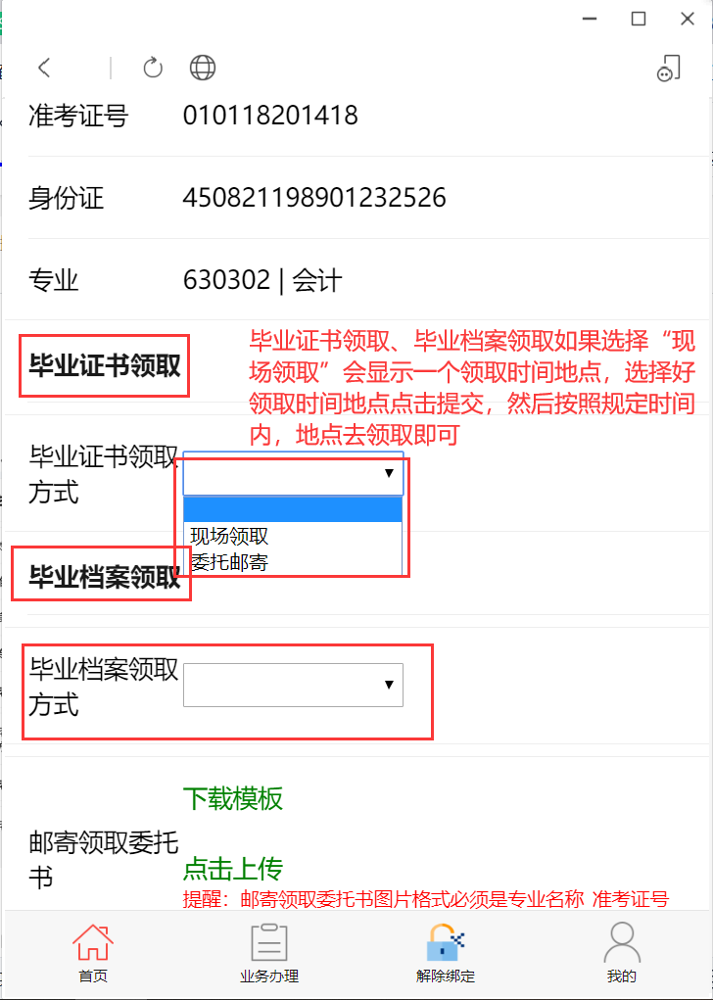 准考证号 010118201418
身份证 450821198901232526
专业 630302 | 会计
毕业证书领取
毕业证书领取、毕业档案领取如果选择“现
场领取”会显示一个领取时间地点，选择好
领取时间地点点击提交，然后按照规定时间
内，地点去领取即可
毕业证书领取
方式
现场领取
委托邮寄
毕业档案领取
毕业档案领取
方式
下载模板
邮寄领取委托
书
点击上传
提醒：邮寄领取委托书图片格式必须是专业名称 准考证号
首页 业务办理 解除绑定 我的